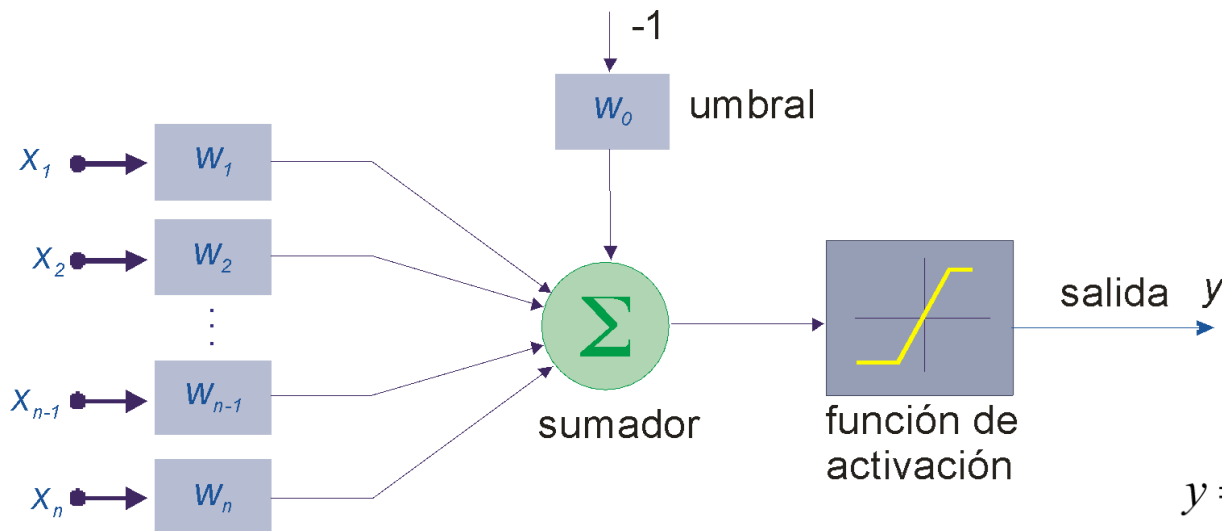 -1
W₀ umbral
X₁ W₁
X₂ W₂
⋮
Σ
salida y
Xₙ₋₁ Wₙ₋₁
sumador
función de
activación
Xₙ Wₙ
y =